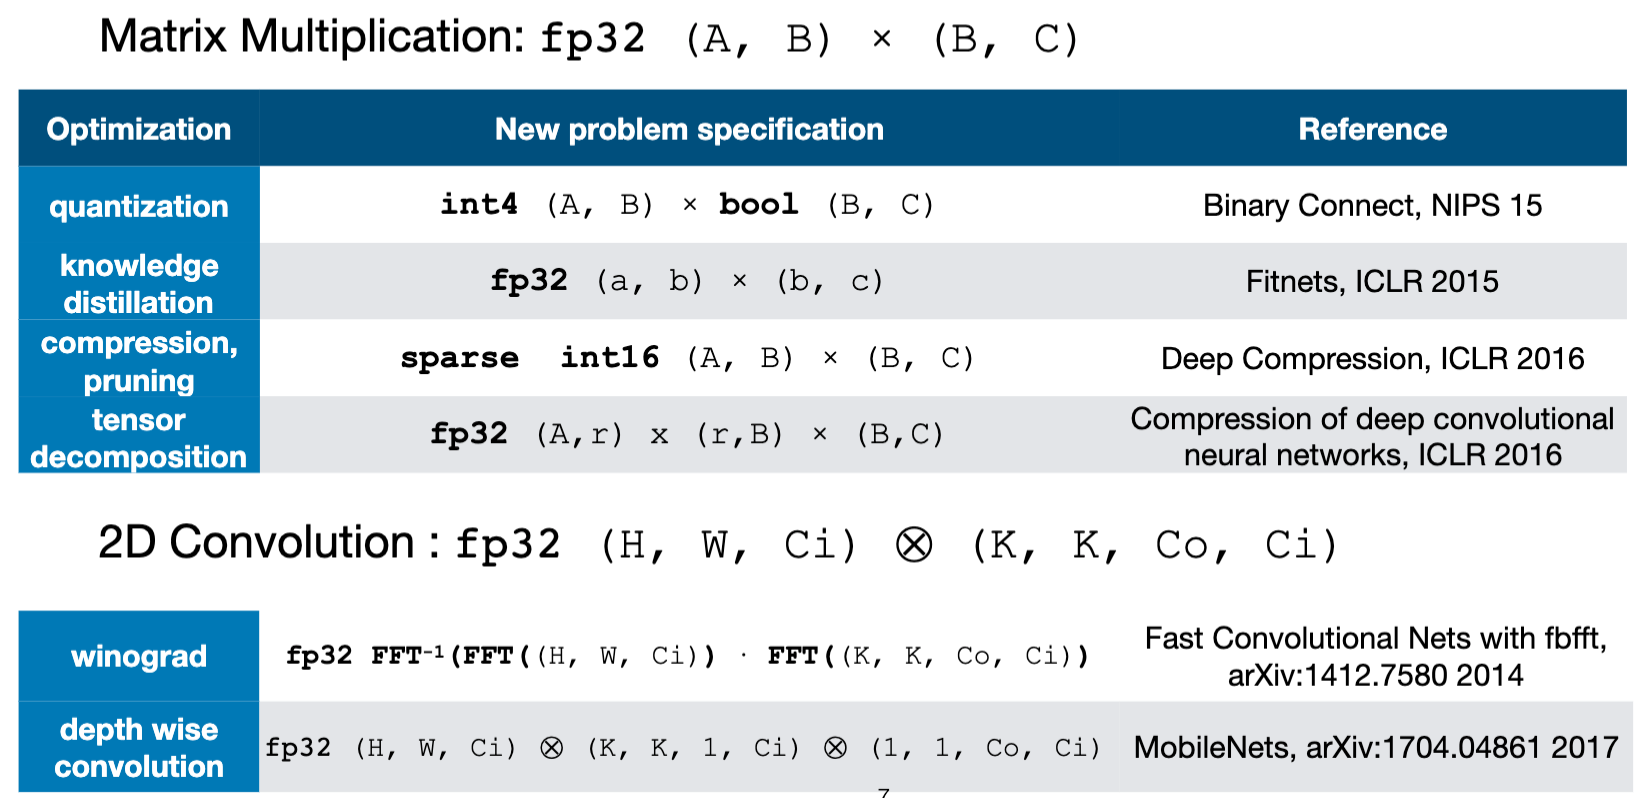 Matrix Multiplication: fp32 (A, B) × (B, C)
Optimization New problem specification Reference
quantization int4 (A, B) × bool (B, C) Binary Connect, NIPS 15
knowledge
distillation fp32 (a, b) × (b, c) Fitnets, ICLR 2015
compression,
pruning sparse int16 (A, B) × (B, C) Deep Compression, ICLR 2016
tensor
decomposition fp32 (A,r) x (r,B) × (B,C) Compression of deep convolutional
neural networks, ICLR 2016
2D Convolution : fp32 (H, W, Ci) ⊗ (K, K, Co, Ci)
winograd fp32 FFT⁻¹(FFT((H, W, Ci)) · FFT((K, K, Co, Ci)) Fast Convolutional Nets with fbfft,
arXiv:1412.7580 2014
depth wise
convolution fp32 (H, W, Ci) ⊗ (K, K, 1, Ci) ⊗ (1, 1, Co, Ci) MobileNets, arXiv:1704.04861 2017